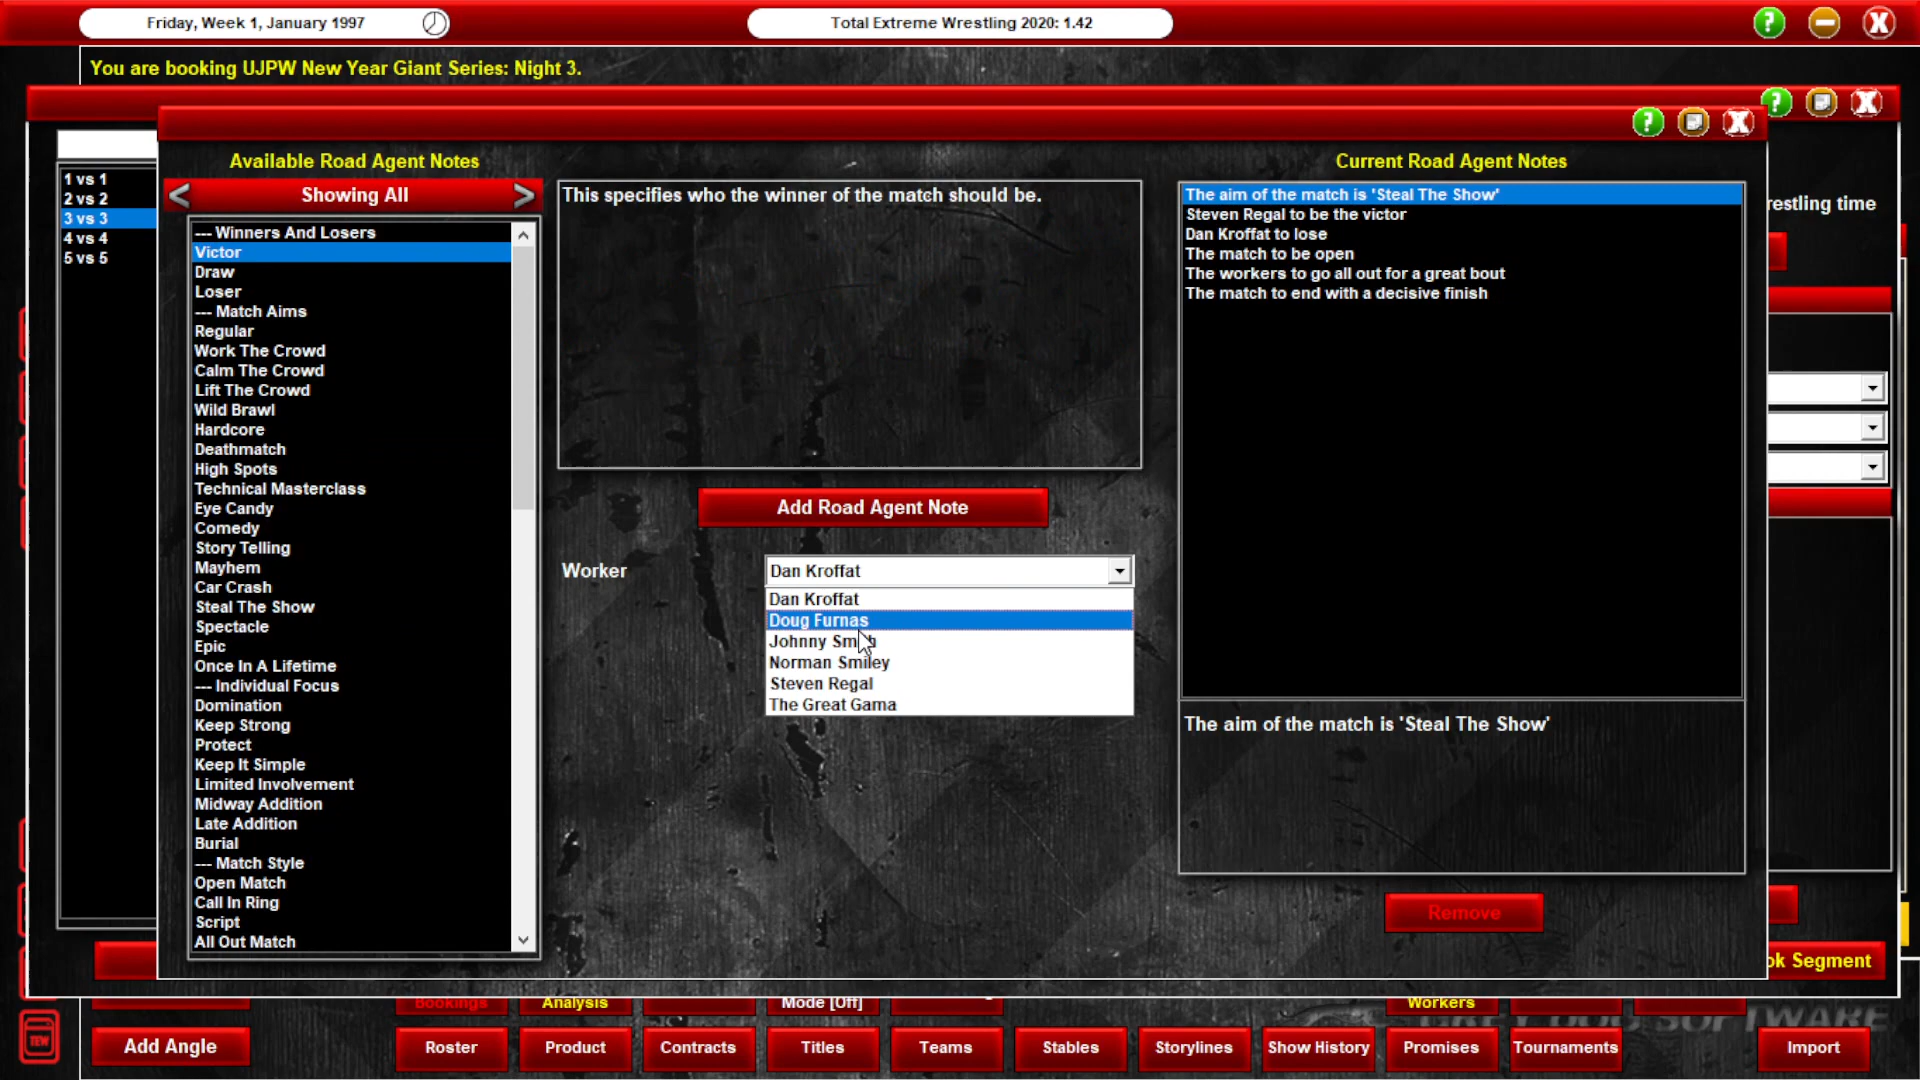 Friday, Week 1, January 1997
Total Extreme Wrestling 2020: 1.42
You are booking UJPW New Year Giant Series: Night 3.
Available Road Agent Notes
Current Road Agent Notes
Showing All
1 vs 1
2 vs 2
3 vs 3
4 vs 4
5 vs 5
--- Winners And Losers
Victor
Draw
Loser
--- Match Aims
Regular
Work The Crowd
Calm The Crowd
Lift The Crowd
Wild Brawl
Hardcore
Deathmatch
High Spots
Technical Masterclass
Eye Candy
Comedy
Story Telling
Mayhem
Car Crash
Steal The Show
Spectacle
Epic
Once In A Lifetime
--- Individual Focus
Domination
Keep Strong
Protect
Keep It Simple
Limited Involvement
Midway Addition
Late Addition
Burial
--- Match Style
Open Match
Call In Ring
Script
All Out Match
This specifies who the winner of the match should be.
Add Road Agent Note
Worker
Dan Kroffat
Dan Kroffat
Doug Furnas
Johnny Smith
Norman Smiley
Steven Regal
The Great Gama
The aim of the match is 'Steal The Show'
Steven Regal to be the victor
Dan Kroffat to lose
The match to be open
The workers to go all out for a great bout
The match to end with a decisive finish
The aim of the match is 'Steal The Show'
Remove
restling time
ok Segment
Bookings
Analysis
Mode [Off]
Workers
GREY DOG SOFTWARE
TEW
Add Angle
Roster
Product
Contracts
Titles
Teams
Stables
Storylines
Show History
Promises
Tournaments
Import